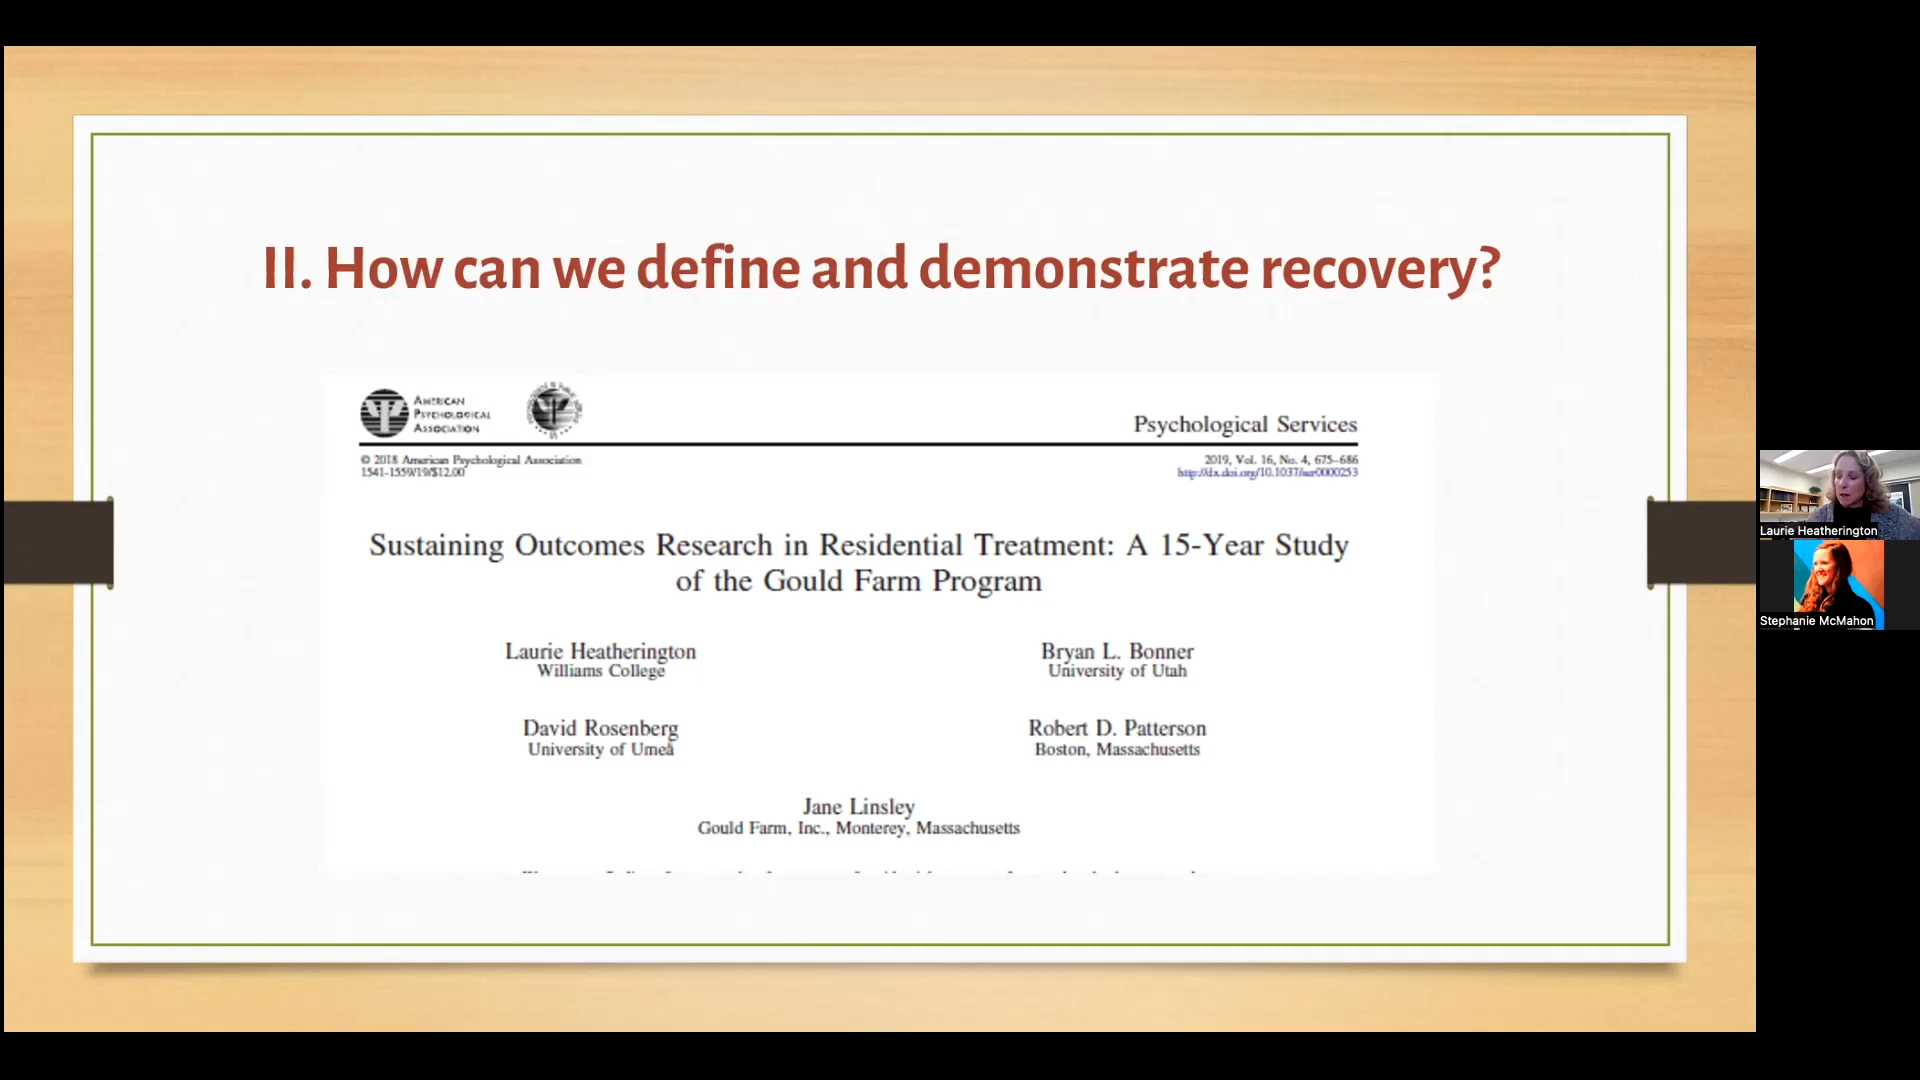 II. How can we define and demonstrate recovery?
AMERICAN
PSYCHOLOGICAL
ASSOCIATION
Psychological Services
© 2018 American Psychological Association
1541-1559/19/$12.00
2019, Vol. 16, No. 4, 675–686
http://dx.doi.org/10.1037/ser0000253
Sustaining Outcomes Research in Residential Treatment: A 15-Year Study
of the Gould Farm Program
Laurie Heatherington
Williams College
Bryan L. Bonner
University of Utah
David Rosenberg
University of Umeå
Robert D. Patterson
Boston, Massachusetts
Jane Linsley
Gould Farm, Inc., Monterey, Massachusetts
Laurie Heatherington
Stephanie McMahon